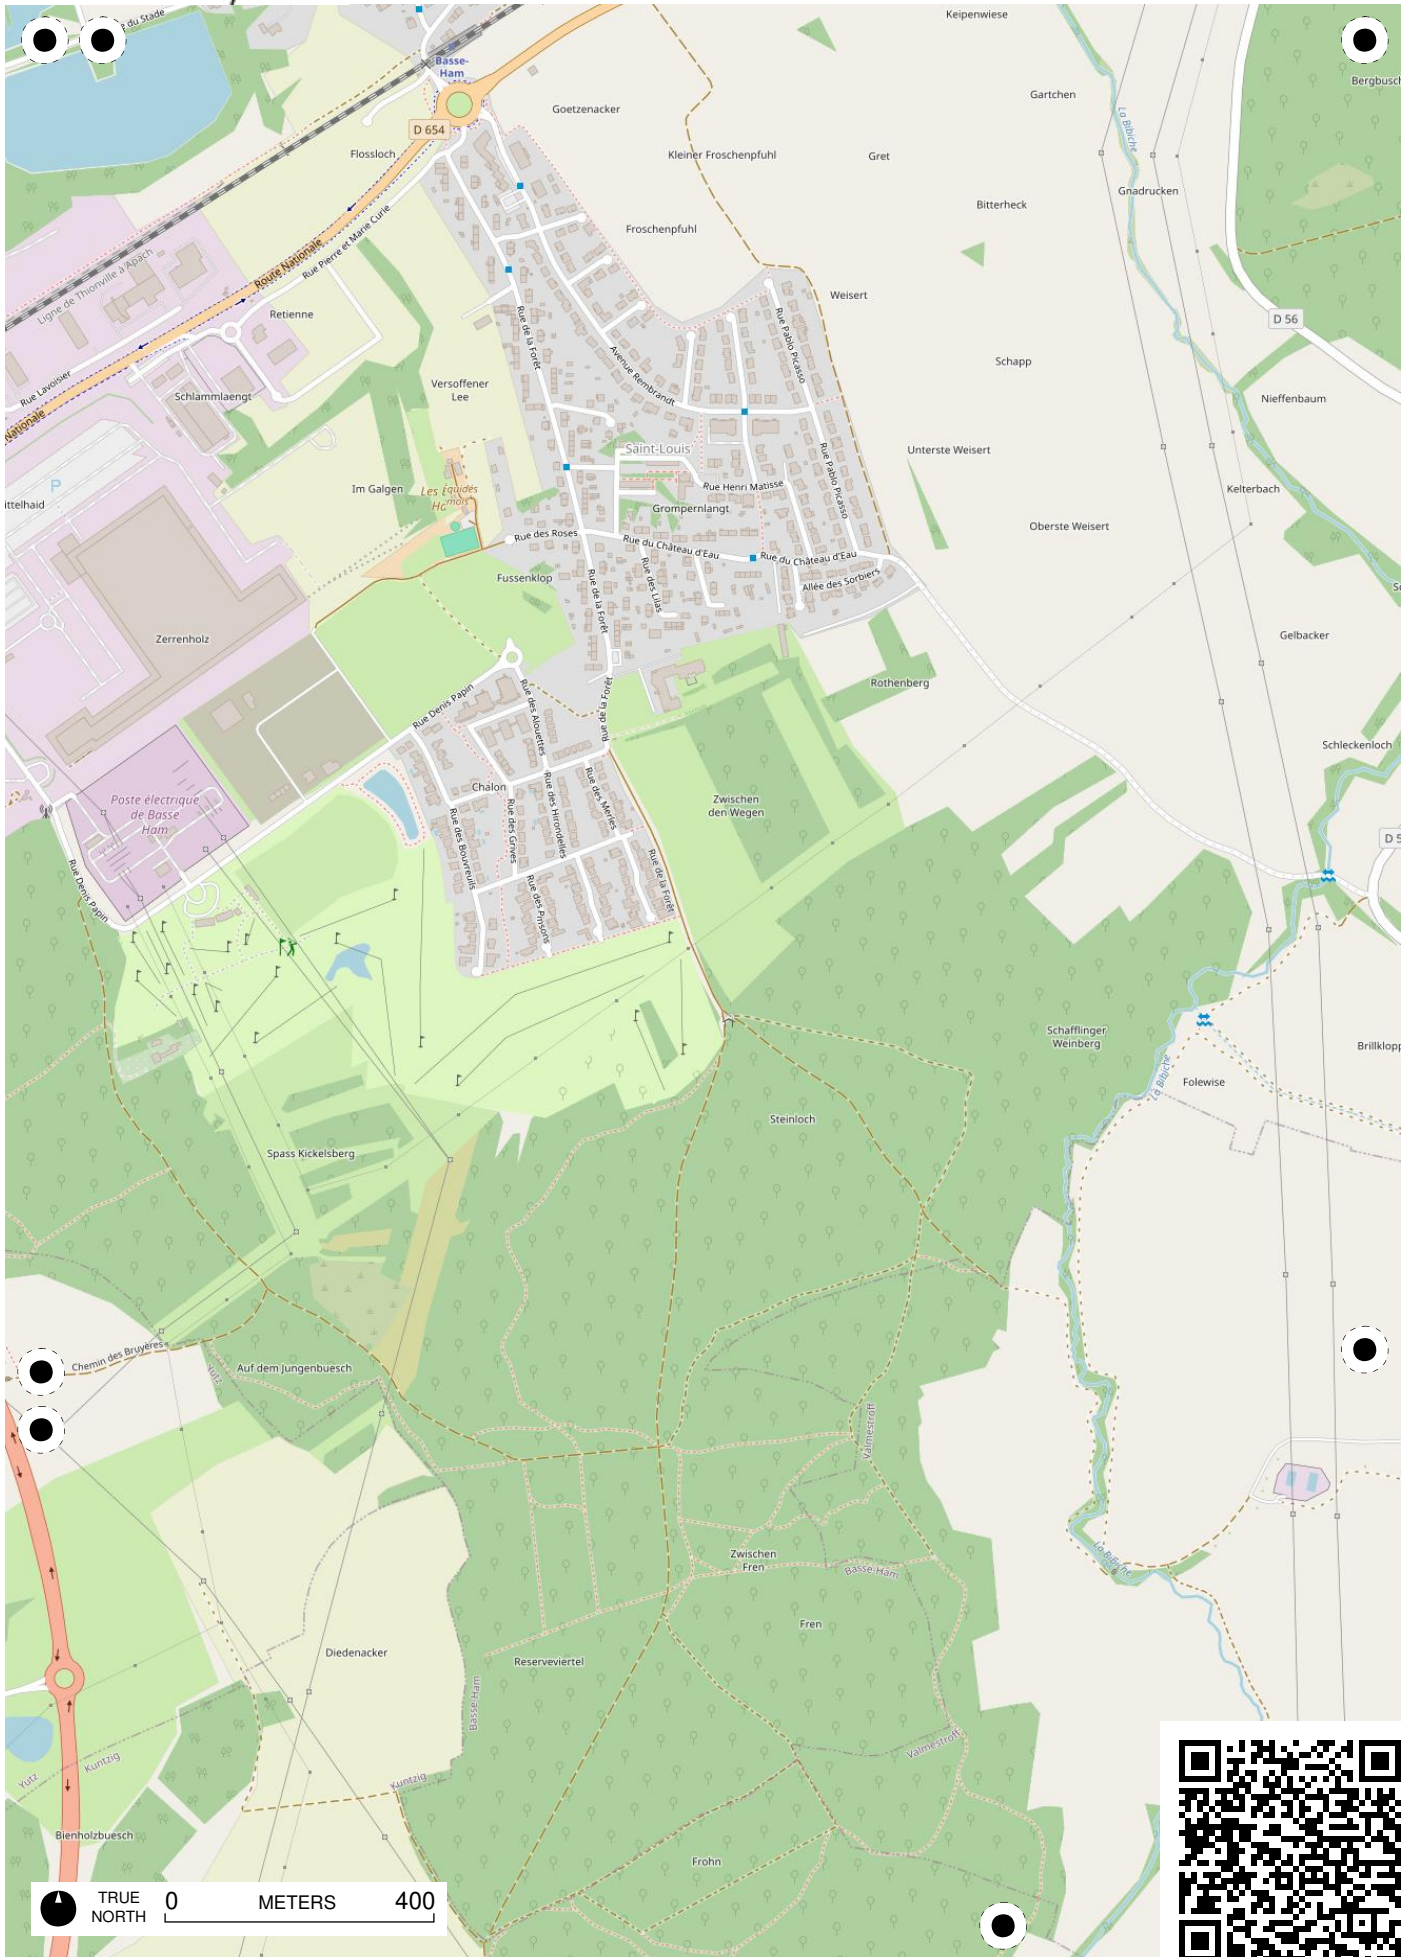 du Stade
Keipenwiese
Basse-
Ham
Bergbusch
Gartchen
Goetzenacker
La Bibiche
D 654
Flossloch
Kleiner Froschenpfuhl
Gret
Gnadrucken
Bitterheck
Froschenpfuhl
Rue Pierre et Marie Curie
Route Nationale
Ligne de Thionville à Apach
Weisert
Retienne
D 56
Rue de la Forêt
Rue Pablo Picasso
Avenue Rembrandt
Schapp
Rue Lavoisier
Versoffener
Lee
Schlammlaengt
Nieffenbaum
Nationale
Saint-Louis
Unterste Weisert
Rue Pablo Picasso
P
Im Galgen
Les Équidés
mois
Rue Henri Matisse
Kelterbach
ittelhaid
Grompernlangt
Oberste Weisert
Rue des Roses
Rue du Château d'Eau
Rue du Château d'Eau
Fussenklop
Rue de la Forêt
Rue des Lilas
Allée des Sorbiers
Zerrenholz
Gelbacker
Rothenberg
Rue Denis Papin
Rue des Alouettes
Rue de la Forêt
Schleckenloch
Chalon
Poste électrique
de Basse
Ham
Zwischen
den Wegen
Rue des Merles
Rue des Hirondelles
Rue des Grives
Rue des Bouvreuils
D 5
Rue Denis Papin
Rue de la Forêt
Rue des Pinsons
Schafflinger
Weinberg
Brillklopp
La Bibiche
Folewise
Steinloch
Spass Kickelsberg
Chemin des Bruyères
Auf dem Jungenbuesch
Yutz
Valmestroff
Zwischen
Fren
La Bibiche
Basse-Ham
Fren
Diedenacker
Reserveviertel
Basse-Ham
Valmestroff
Kuntzig
Yutz
Kuntzig
Bienholzbuesch
Frohn
TRUE
NORTH
0 METERS 400